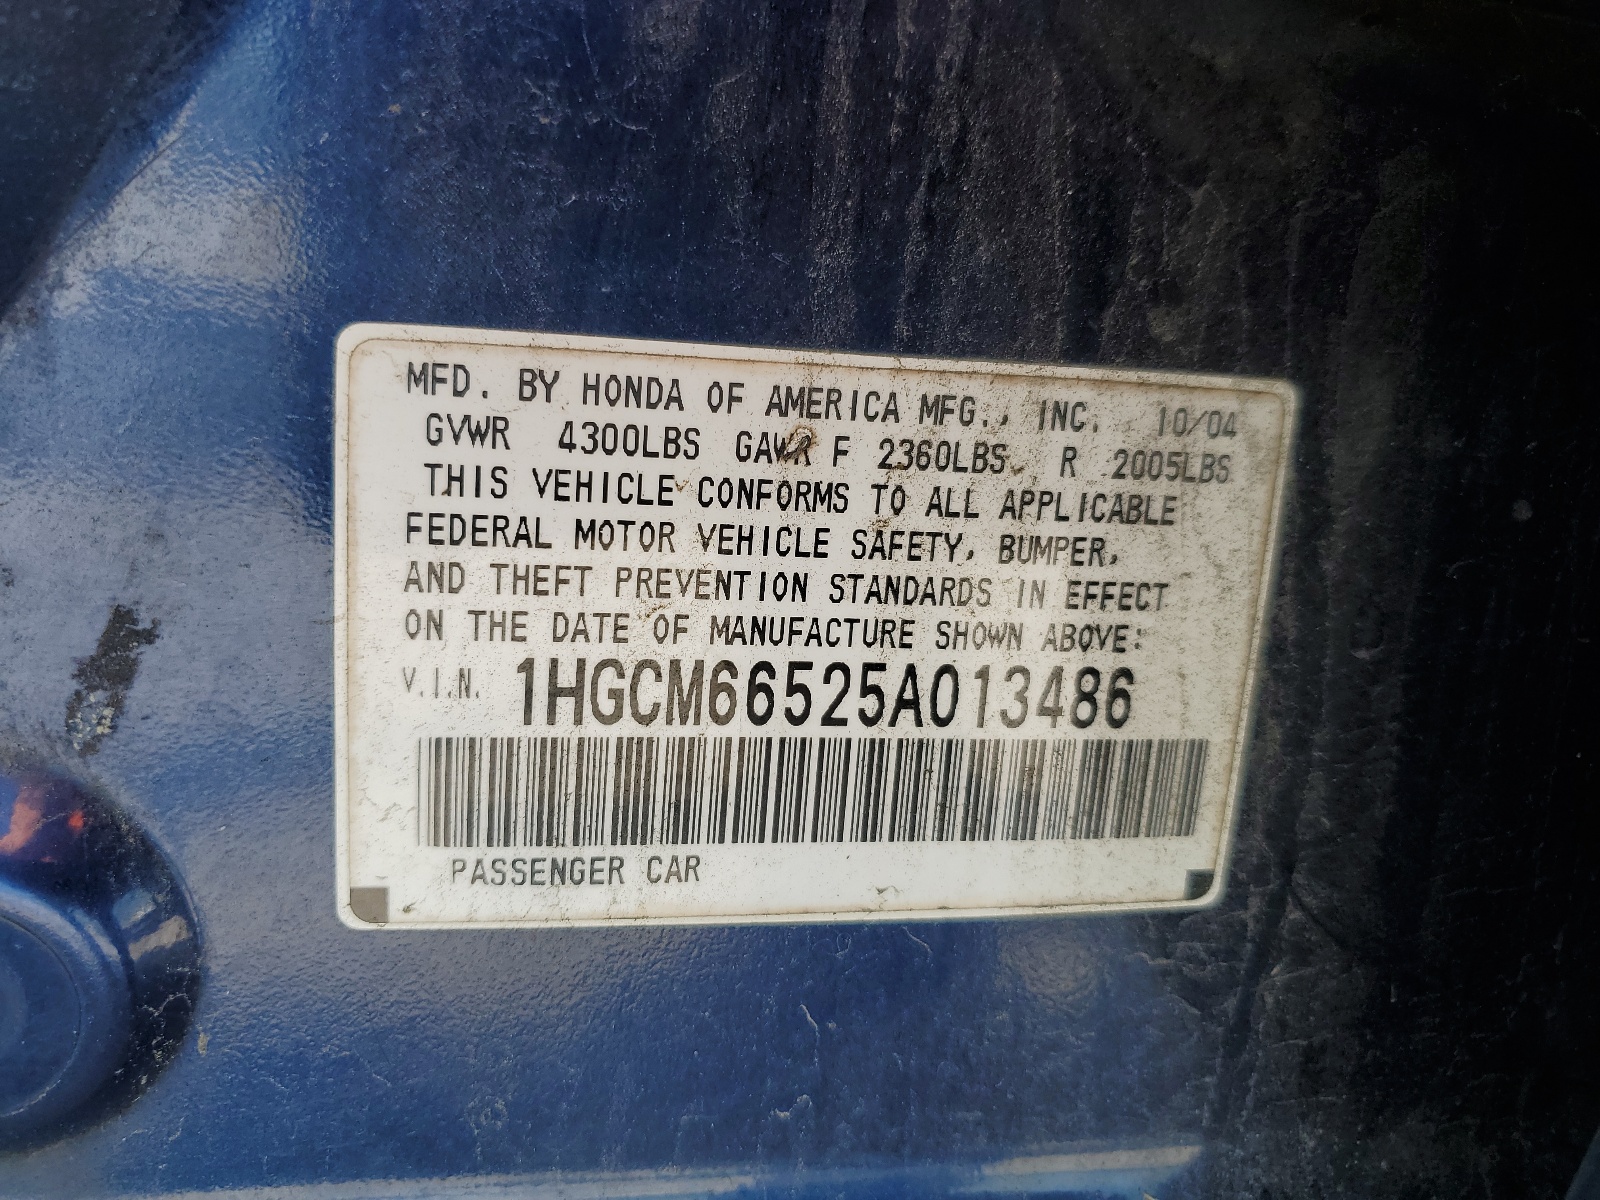 MFD. BY HONDA OF AMERICA MFG., INC. 10/04
GVWR 4300LBS GAWR F 2360LBS R 2005LBS
THIS VEHICLE CONFORMS TO ALL APPLICABLE
FEDERAL MOTOR VEHICLE SAFETY, BUMPER,
AND THEFT PREVENTION STANDARDS IN EFFECT
ON THE DATE OF MANUFACTURE SHOWN ABOVE:
V.I.N. 1HGCM66525A013486
PASSENGER CAR